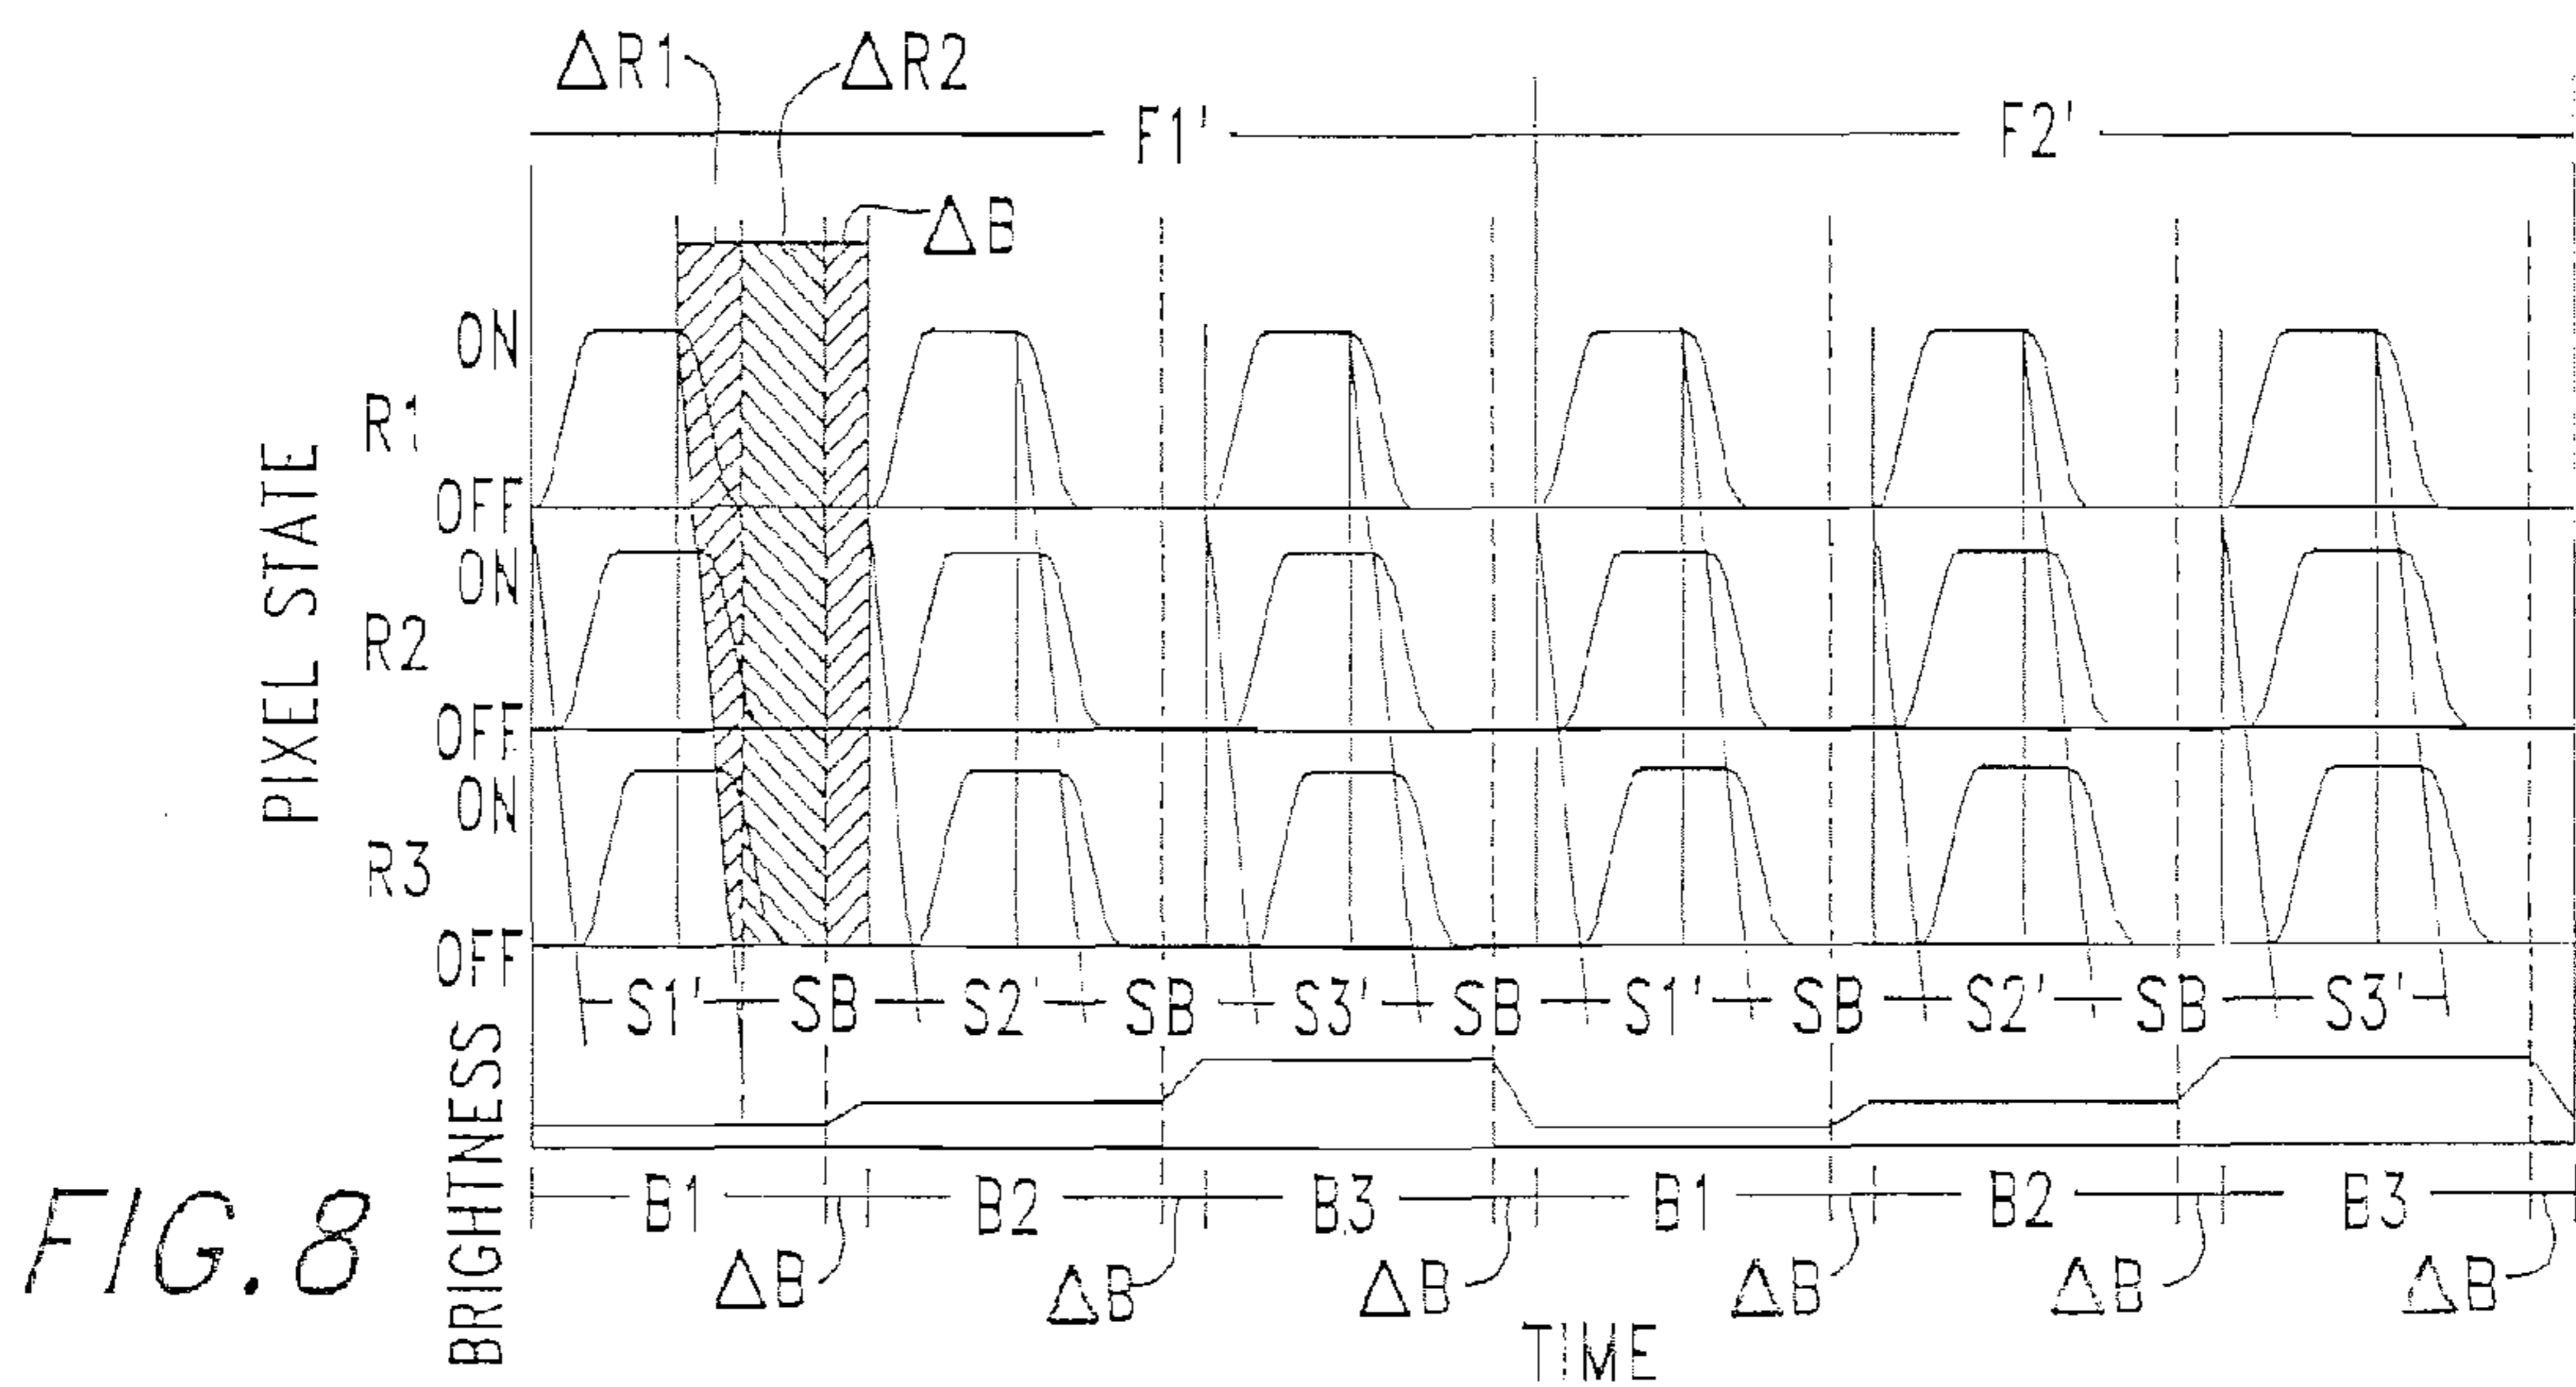 ΔR1 ΔR2
F1' F2'
ΔB
PIXEL STATE
ON
R1
OFF
ON
R2
OFF
ON
R3
OFF
S1' SB S2' SB S3' SB S1' SB S2' SB S3'
BRIGHTNESS
B1 B2 B3 B1 B2 B3
ΔB ΔB ΔB ΔB ΔB ΔB
TIME
FIG. 8